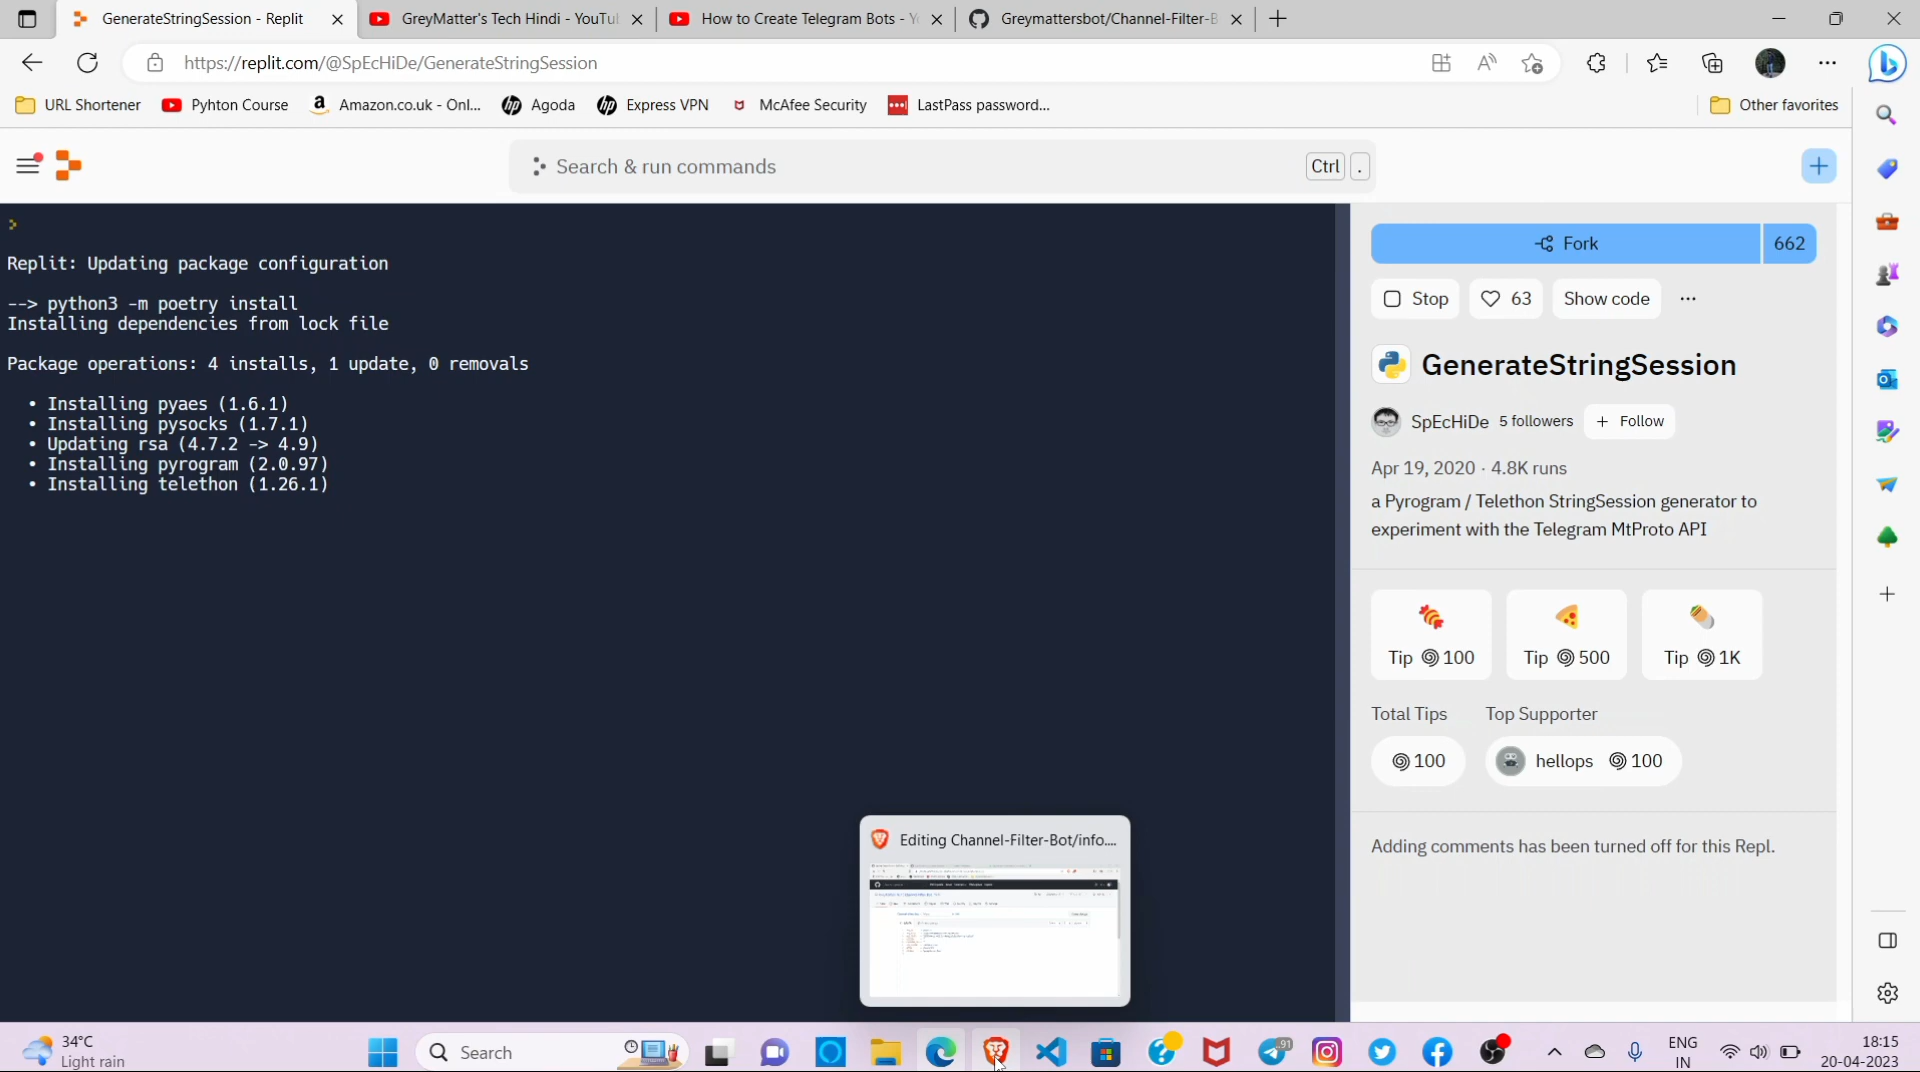 GenerateStringSession - Replit
GreyMatter's Tech Hindi - YouTu
How to Create Telegram Bots - Y
Greymattersbot/Channel-Filter-B
https://replit.com/@SpEcHiDe/GenerateStringSession
URL Shortener
Pyhton Course
Amazon.co.uk - Onl...
Agoda
Express VPN
McAfee Security
LastPass password...
Other favorites
Search & run commands
Ctrl .
Replit: Updating package configuration
--> python3 -m poetry install
Installing dependencies from lock file
Package operations: 4 installs, 1 update, 0 removals
• Installing pyaes (1.6.1)
• Installing pysocks (1.7.1)
• Updating rsa (4.7.2 -> 4.9)
• Installing pyrogram (2.0.97)
• Installing telethon (1.26.1)
Fork 662
Stop
63
Show code
GenerateStringSession
SpEcHiDe 5 followers + Follow
Apr 19, 2020 · 4.8K runs
a Pyrogram / Telethon StringSession generator to
experiment with the Telegram MtProto API
Tip 100
Tip 500
Tip 1K
Total Tips
Top Supporter
100
hellops 100
Adding comments has been turned off for this Repl.
Editing Channel-Filter-Bot/info....
34°C
Light rain
Search
91
ENG
IN
18:15
20-04-2023